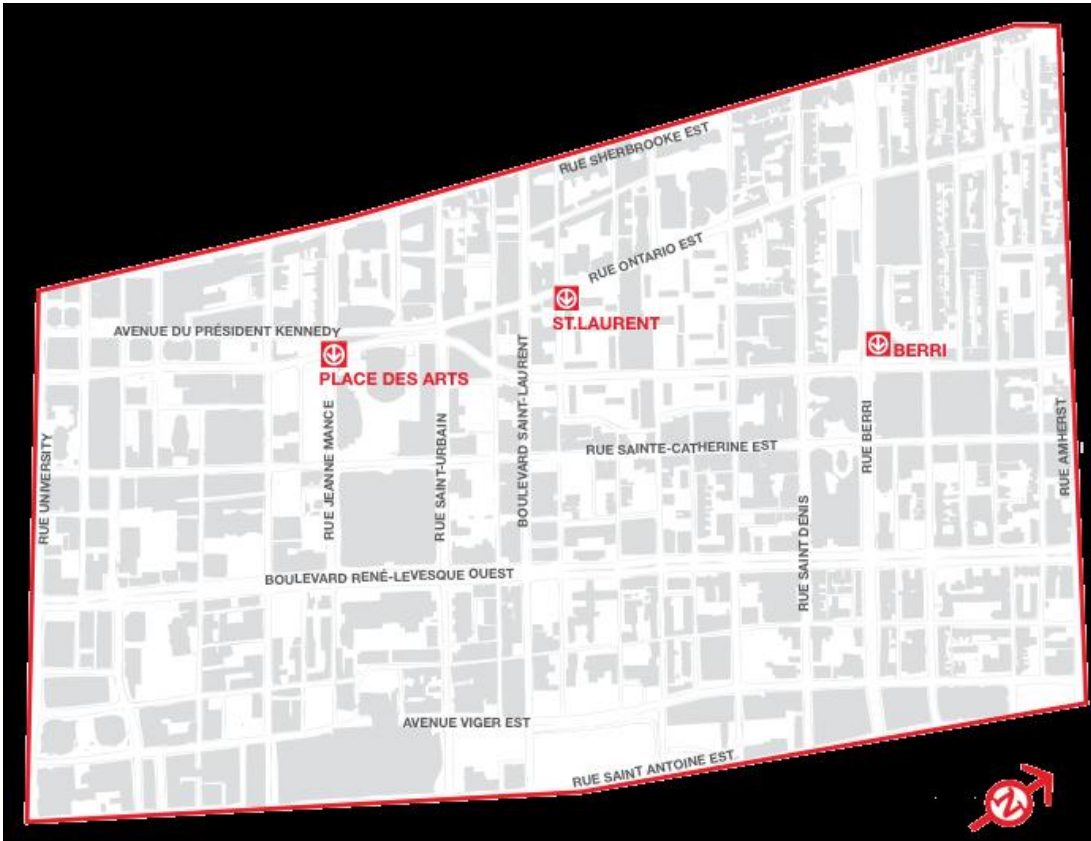 RUE SHERBROOKE EST
RUE ONTARIO EST
ST.LAURENT
AVENUE DU PRÉSIDENT KENNEDY
BERRI
PLACE DES ARTS
RUE UNIVERSITY
RUE JEANNE MANCE
RUE SAINT-URBAIN
BOULEVARD SAINT-LAURENT
RUE SAINTE-CATHERINE EST
RUE SAINT DENIS
RUE BERRI
RUE AMHERST
BOULEVARD RENÉ-LEVESQUE OUEST
AVENUE VIGER EST
RUE SAINT ANTOINE EST
N